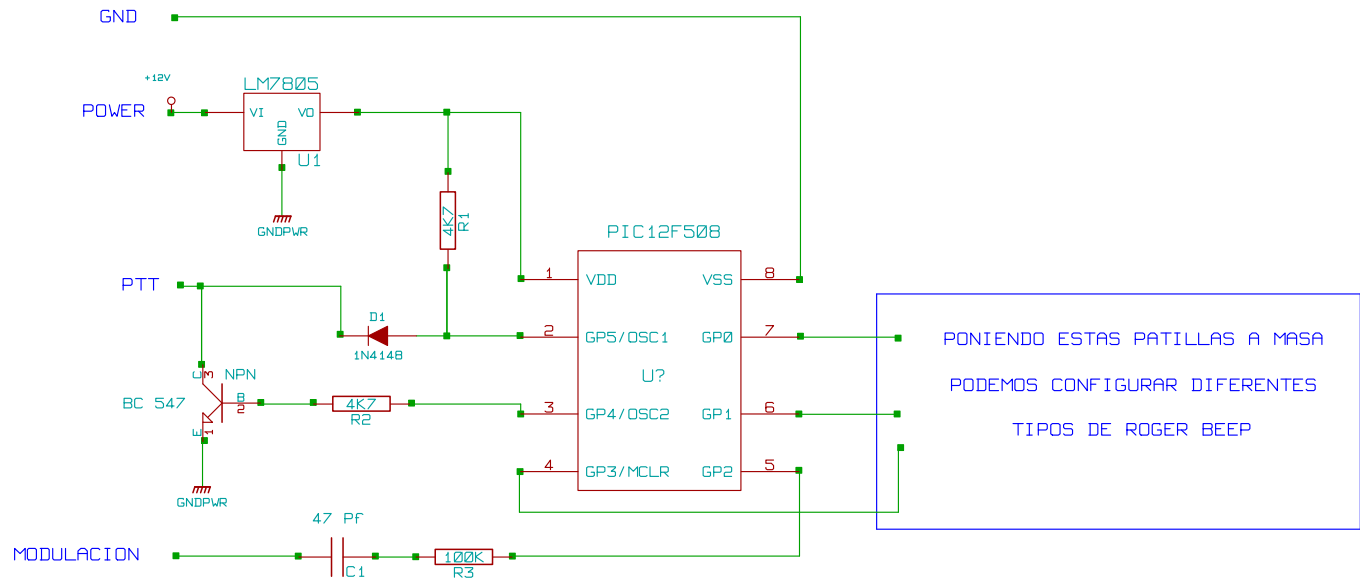 GND
+12V
POWER
LM7805
VI
VO
GND
U1
GNDPWR
4K7
R1
PIC12F508
1
VDD
VSS
8
PTT
D1
1N4148
2
GP5/OSC1
GP0
7
U?
NPN
BC 547
C
3
B
2
E
1
4K7
R2
3
GP4/OSC2
GP1
6
4
GP3/MCLR
GP2
5
GNDPWR
47 Pf
C1
MODULACION
100K
R3
PONIENDO ESTAS PATILLAS A MASA
PODEMOS CONFIGURAR DIFERENTES
TIPOS DE ROGER BEEP